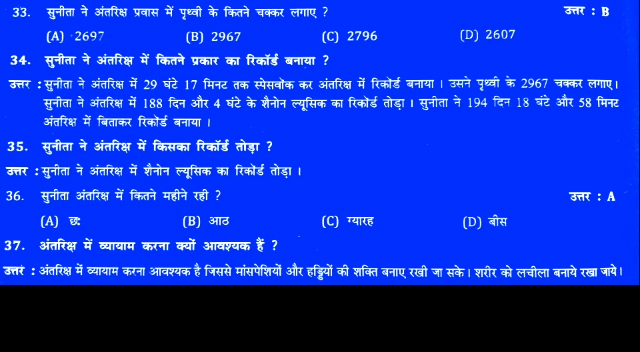 33. सुनीता ने अंतरिक्ष प्रवास में पृथ्वी के कितने चक्कर लगाए ? उत्तर : B
(A) 2697 (B) 2967 (C) 2796 (D) 2607
34. सुनीता ने अंतरिक्ष में कितने प्रकार का रिकॉर्ड बनाया ?
उत्तर : सुनीता ने अंतरिक्ष में 29 घंटे 17 मिनट तक स्पेसवॉक कर अंतरिक्ष में रिकोर्ड बनाया । उसने पृथ्वी के 2967 चक्कर लगाए।
सुनीता ने अंतरिक्ष में 188 दिन और 4 घंटे के शैनोन ल्यूसिक का रिकॉर्ड तोड़ा । सुनीता ने 194 दिन 18 घंटे और 58 मिनट
अंतरिक्ष में बिताकर रिकोर्ड बनाया ।
35. सुनीता ने अंतरिक्ष में किसका रिकॉर्ड तोड़ा ?
उत्तर : सुनीता ने अंतरिक्ष में शैनोन ल्यूसिक का रिकॉर्ड तोड़ा ।
36. सुनीता अंतरिक्ष में कितने महीने रही ? उत्तर : A
(A) छः (B) आठ (C) ग्यारह (D) बीस
37. अंतरिक्ष में व्यायाम करना क्यों आवश्यक हैं ?
उत्तर : अंतरिक्ष में व्यायाम करना आवश्यक है जिससे मांसपेशियों और हड्डियों की शक्ति बनाए रखी जा सके। शरीर को लचीला बनाये रखा जाये।